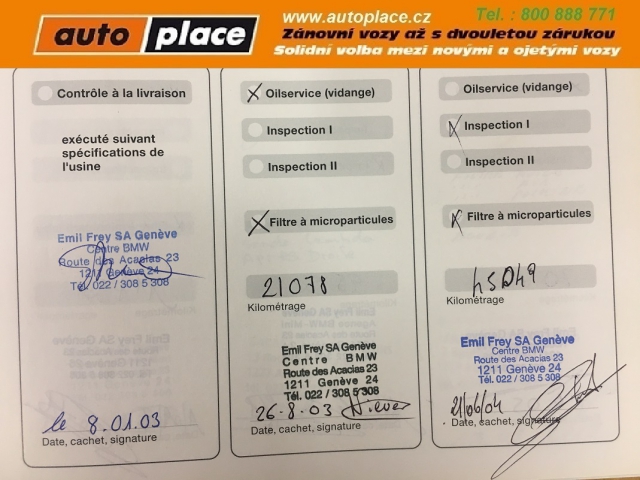 auto place
www.autoplace.cz
Tel. : 800 888 771
Zánovní vozy až s dvouletou zárukou
Solidní volba mezi novými a ojetými vozy
Contrôle à la livraison
exécuté suivant
spécifications de
l'usine
Emil Frey SA Genève
Centre BMW
Route des Acacias 23
1211 Genève 24
Tél. 022 / 308 5 308
le 8.01.03
Date, cachet, signature
Oilservice (vidange)
Inspection I
Inspection II
Filtre à microparticules
21078
Kilométrage
Emil Frey SA Genève
Centre BMW
Route des Acacias 23
1211 Genève 24
Tél. 022 / 308 5 308
26-8-03
Date, cachet, signature
Oilservice (vidange)
Inspection I
Inspection II
Filtre à microparticules
45049
Kilométrage
Emil Frey SA Genève
Centre BMW
Route des Acacias 23
1211 Genève 24
Tél. 022 / 308 5 308
21/06/04
Date, cachet, signature